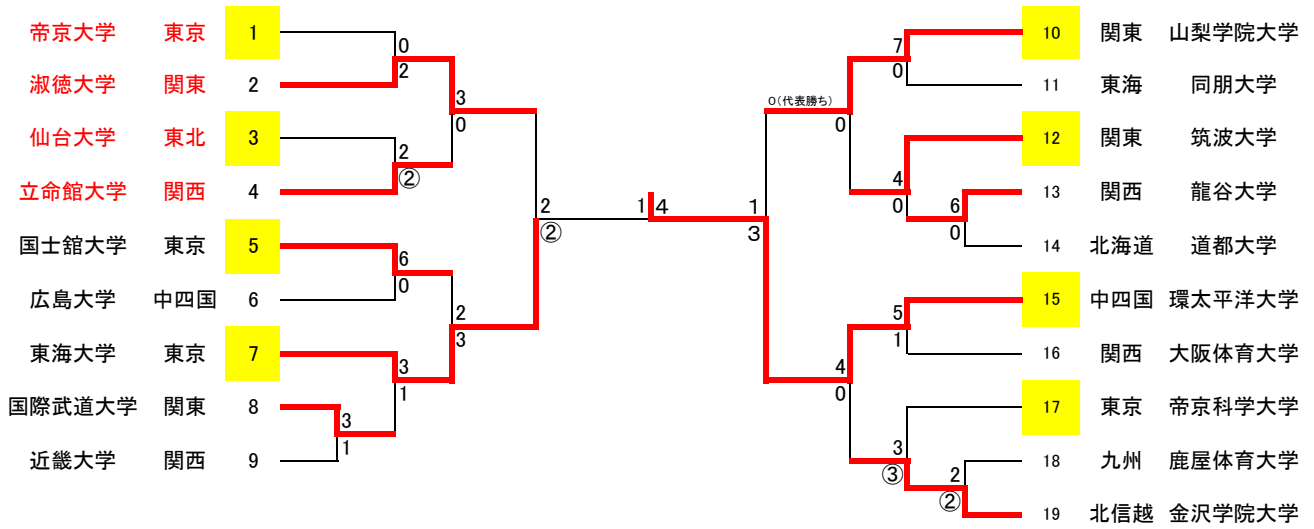 帝京大学 東京 1
0
淑徳大学 関東 2
2
3
0
仙台大学 東北 3
2
立命館大学 関西 4
②
国士舘大学 東京 5
6
広島大学 中四国 6
0
2
3
東海大学 東京 7
3
1
国際武道大学 関東 8
3
近畿大学 関西 9
1
2
②
1 4
1
3
10 関東 山梨学院大学
7
11 東海 同朋大学
0
0(代表勝ち)
0
12 関東 筑波大学
4
13 関西 龍谷大学
0
6
14 北海道 道都大学
0
15 中四国 環太平洋大学
5
16 関西 大阪体育大学
1
4
0
17 東京 帝京科学大学
3
18 九州 鹿屋体育大学
③
2
19 北信越 金沢学院大学
②